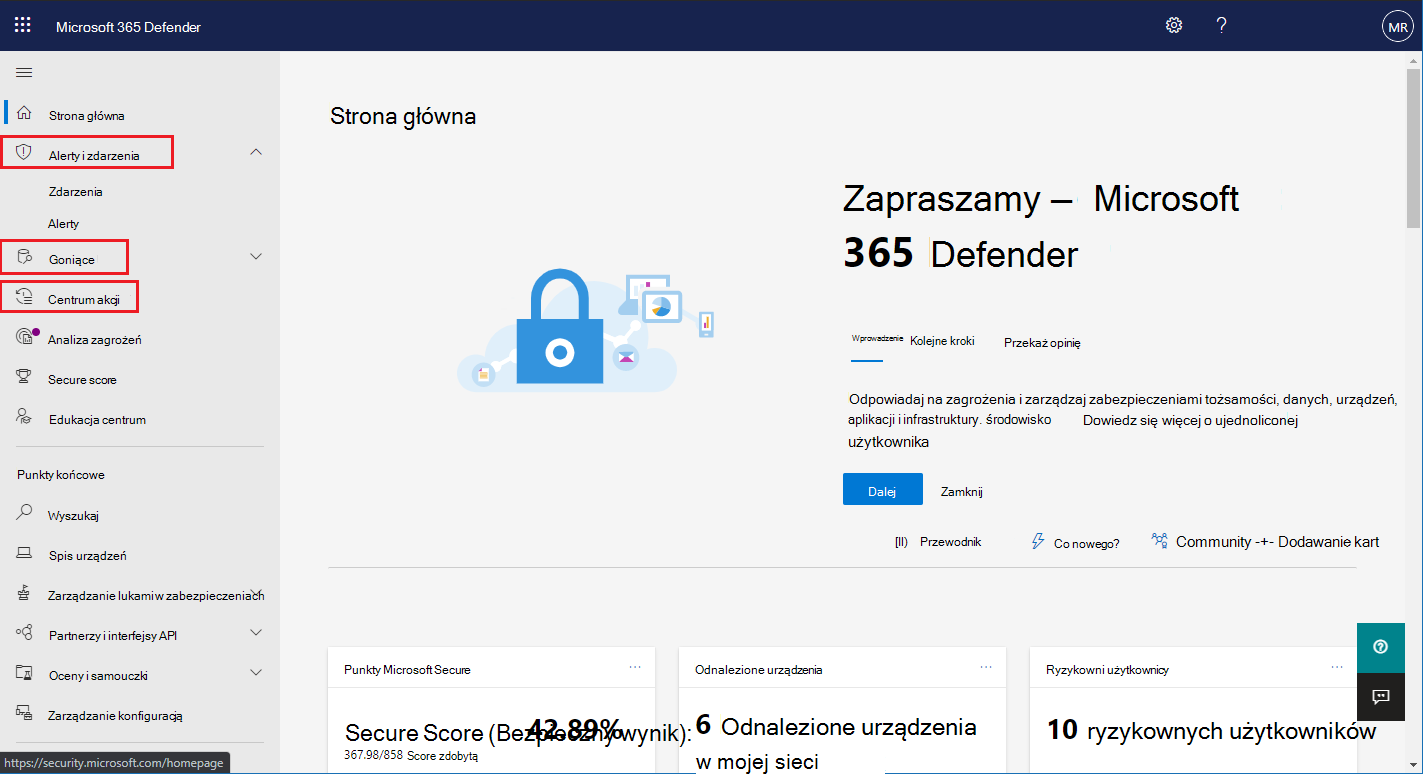 Microsoft 365 Defender
?
MR
Strona główna
Alerty i zdarzenia
Zdarzenia
Alerty
Goniące
Centrum akcji
Analiza zagrożeń
Secure score
Edukacja centrum
Punkty końcowe
Wyszukaj
Spis urządzeń
Zarządzanie lukami w zabezpieczeniach
Partnerzy i interfejsy API
Oceny i samouczki
Zarządzanie konfiguracją
https://security.microsoft.com/homepage
Strona główna
Zapraszamy – Microsoft
365 Defender
Wprowadzenie Kolejne kroki Przekaż opinię
Odpowiadaj na zagrożenia i zarządzaj zabezpieczeniami tożsamości, danych, urządzeń,
aplikacji i infrastruktury. środowisko Dowiedz się więcej o ujednoliconej
użytkownika
Dalej Zamknij
[II) Przewodnik Co nowego? Community -+- Dodawanie kart
Punkty Microsoft Secure ...
Secure Score (Bezpieczny wynik): 42.89%
367.98/858 Score zdobytą
Odnalezione urządzenia ...
6 Odnalezione urządzenia
w mojej sieci
Ryzykowni użytkownicy ...
10 ryzykownych użytkowników